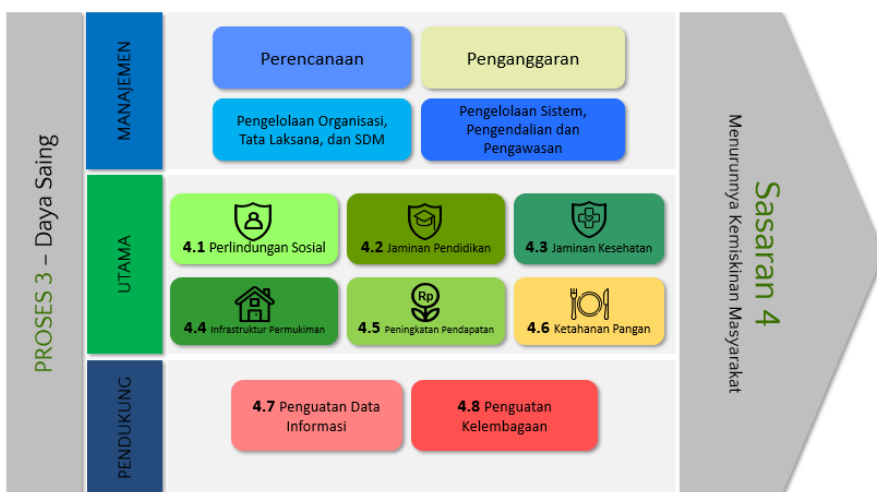 PROSES 3 – Daya Saing
MANAJEMEN
Perencanaan
Penganggaran
Pengelolaan Organisasi,
Tata Laksana, dan SDM
Pengelolaan Sistem,
Pengendalian dan
Pengawasan
UTAMA
4.1 Perlindungan Sosial
4.2 Jaminan Pendidikan
4.3 Jaminan Kesehatan
4.4 Infrastruktur Permukiman
Rp
4.5 Peningkatan Pendapatan
4.6 Ketahanan Pangan
PENDUKUNG
4.7 Penguatan Data
Informasi
4.8 Penguatan
Kelembagaan
Sasaran 4
Menurunnya Kemiskinan Masyarakat